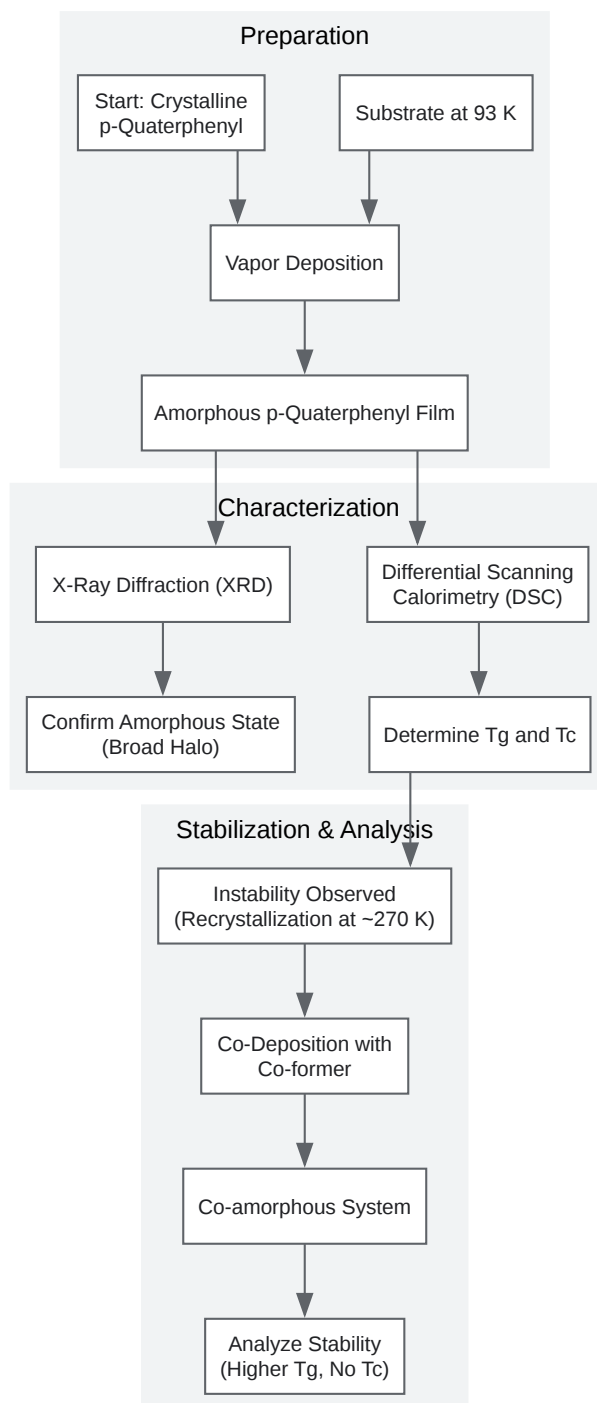 Preparation
Start: Crystalline
p-Quaterphenyl
Substrate at 93 K
Vapor Deposition
Amorphous p-Quaterphenyl Film
Characterization
X-Ray Diffraction (XRD)
Differential Scanning
Calorimetry (DSC)
Confirm Amorphous State
(Broad Halo)
Determine Tg and Tc
Stabilization & Analysis
Instability Observed
(Recrystallization at ~270 K)
Co-Deposition with
Co-former
Co-amorphous System
Analyze Stability
(Higher Tg, No Tc)